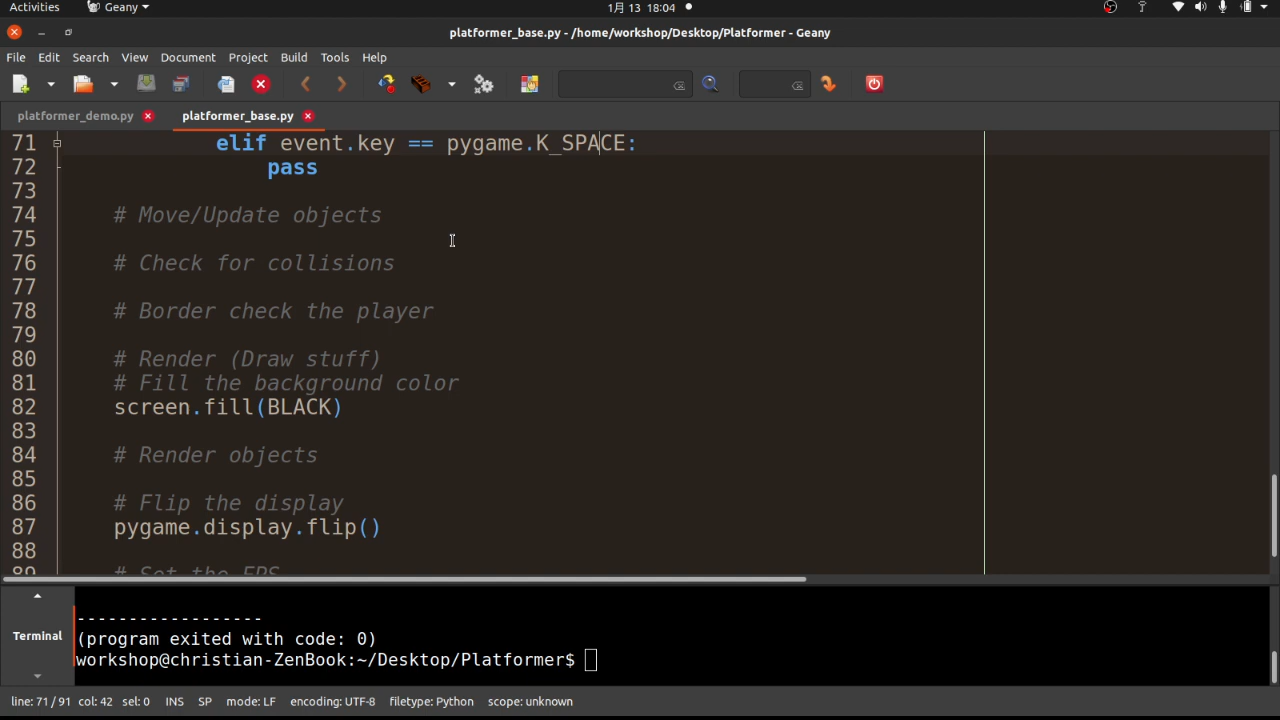 Activities Geany 1月 13 18:04
platformer_base.py - /home/workshop/Desktop/Platformer - Geany
File Edit Search View Document Project Build Tools Help
platformer_demo.py platformer_base.py
71 elif event.key == pygame.K_SPACE:
72 pass
73
74 # Move/Update objects
75
76 # Check for collisions
77
78 # Border check the player
79
80 # Render (Draw stuff)
81 # Fill the background color
82 screen.fill(BLACK)
83
84 # Render objects
85
86 # Flip the display
87 pygame.display.flip()
88
89 # Set the FPS
Terminal
-----------------
(program exited with code: 0)
workshop@christian-ZenBook:~/Desktop/Platformer$
line: 71 / 91 col: 42 sel: 0 INS SP mode: LF encoding: UTF-8 filetype: Python scope: unknown